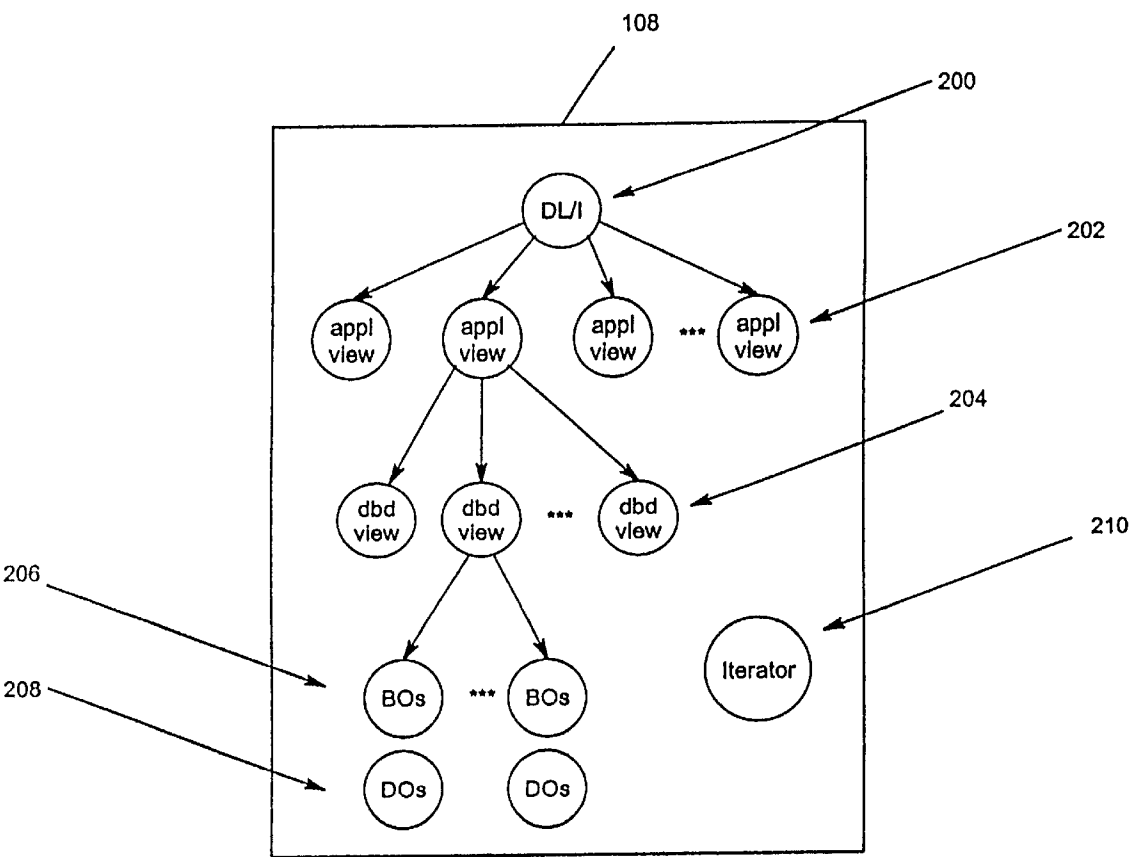 108
200
DL/I
202
appl view
appl view
appl view
***
appl view
204
dbd view
dbd view
***
dbd view
210
206
Iterator
BOs
***
BOs
208
DOs
DOs